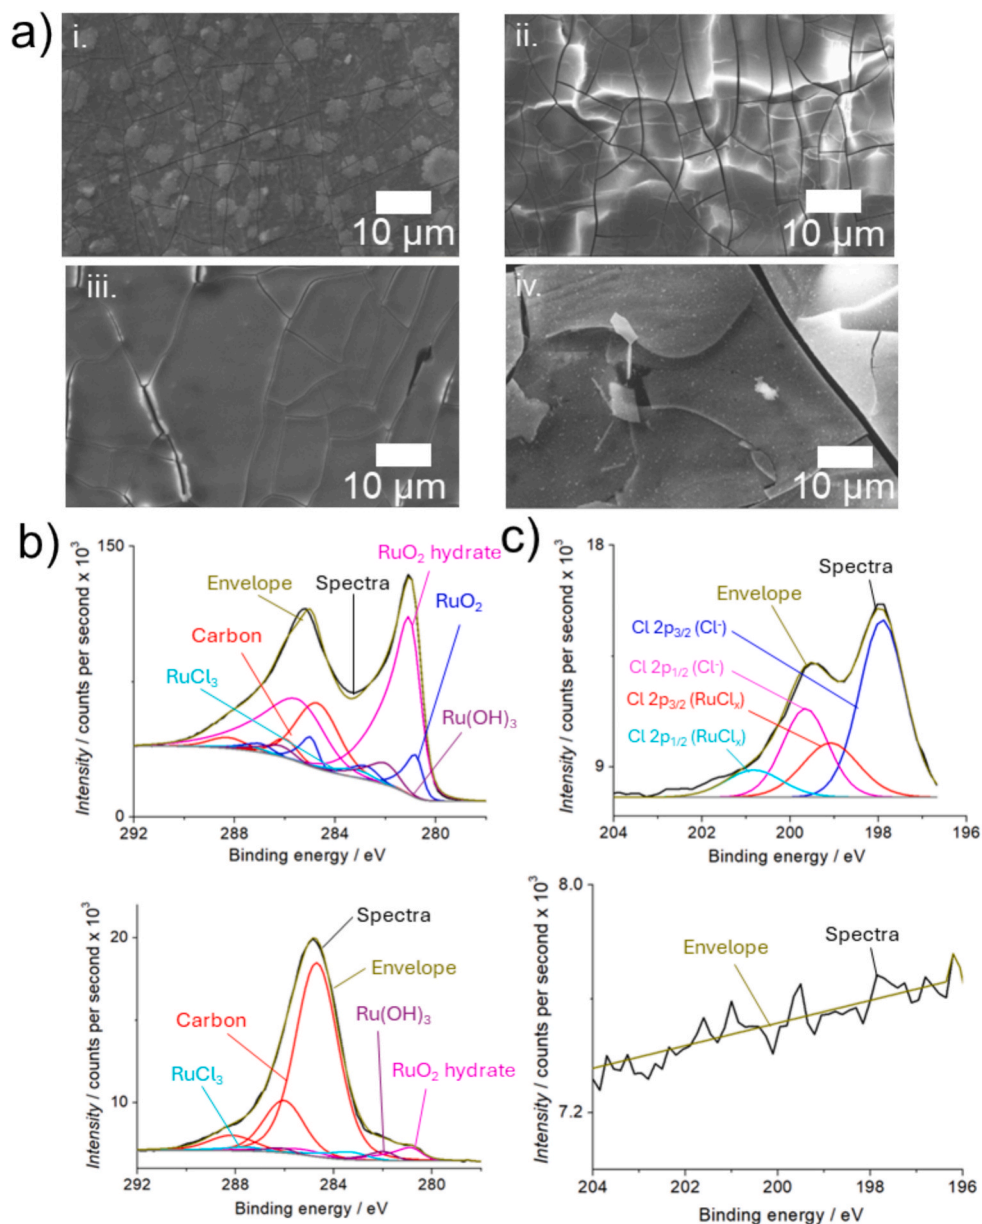 a)
i.
10 µm
ii.
10 µm
iii.
10 µm
iv.
10 µm
b)
Intensity / counts per second x 10³
150
0
RuO₂ hydrate
Envelope
Spectra
RuO₂
Carbon
RuCl₃
Ru(OH)₃
292
288
284
280
Binding energy / eV
c)
Intensity / counts per second x 10³
18
9
Spectra
Envelope
Cl 2p₃/₂ (Cl⁻)
Cl 2p₁/₂ (Cl⁻)
Cl 2p₃/₂ (RuClₓ)
Cl 2p₁/₂ (RuClₓ)
204
202
200
198
196
Binding energy / eV
Intensity / counts per second x 10³
20
10
Spectra
Envelope
Carbon
Ru(OH)₃
RuCl₃
RuO₂ hydrate
292
288
284
280
Binding energy / eV
Intensity / counts per second x 10³
8.0
7.2
Envelope
Spectra
204
202
200
198
196
Binding energy / eV